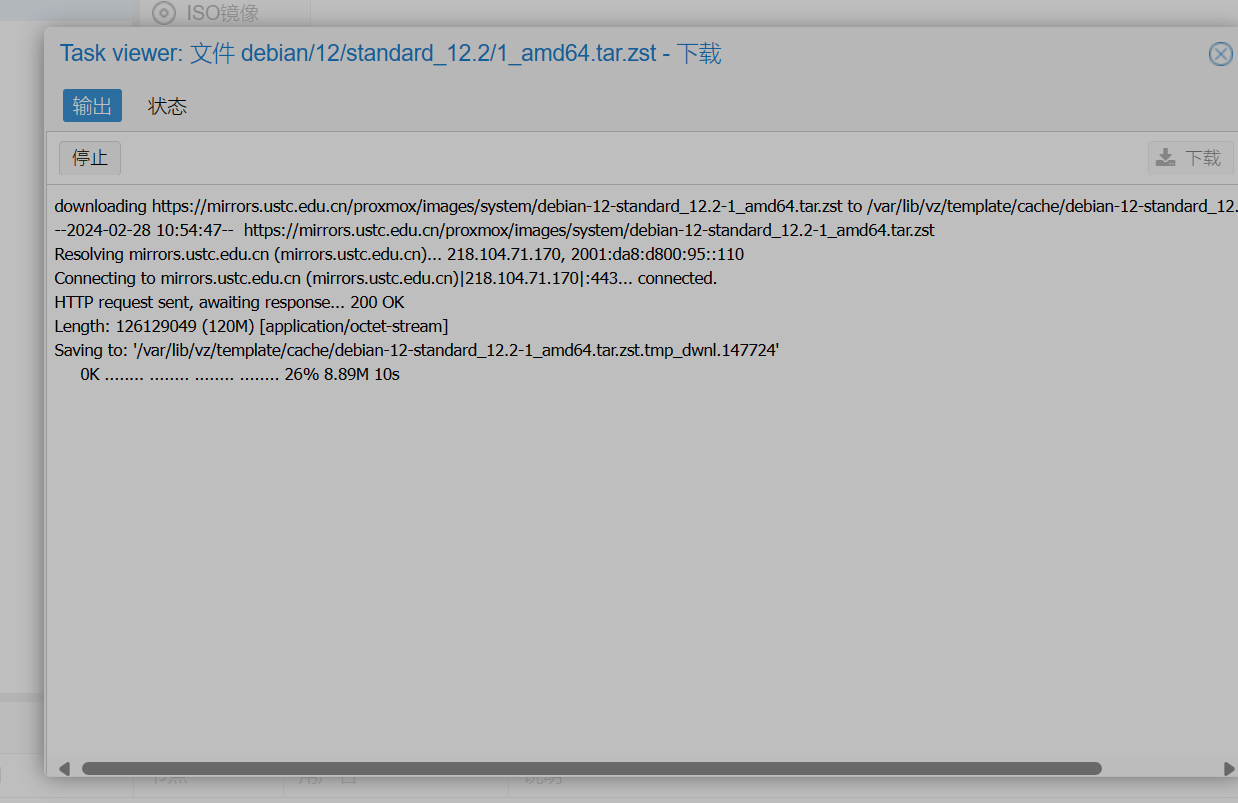 ISO镜像
Task viewer: 文件 debian/12/standard_12.2/1_amd64.tar.zst - 下载
输出 状态
停止 下载
downloading https://mirrors.ustc.edu.cn/proxmox/images/system/debian-12-standard_12.2-1_amd64.tar.zst to /var/lib/vz/template/cache/debian-12-standard_12.
--2024-02-28 10:54:47-- https://mirrors.ustc.edu.cn/proxmox/images/system/debian-12-standard_12.2-1_amd64.tar.zst
Resolving mirrors.ustc.edu.cn (mirrors.ustc.edu.cn)... 218.104.71.170, 2001:da8:d800:95::110
Connecting to mirrors.ustc.edu.cn (mirrors.ustc.edu.cn)|218.104.71.170|:443... connected.
HTTP request sent, awaiting response... 200 OK
Length: 126129049 (120M) [application/octet-stream]
Saving to: '/var/lib/vz/template/cache/debian-12-standard_12.2-1_amd64.tar.zst.tmp_dwnl.147724'
0K ........ ........ ........ ........ 26% 8.89M 10s